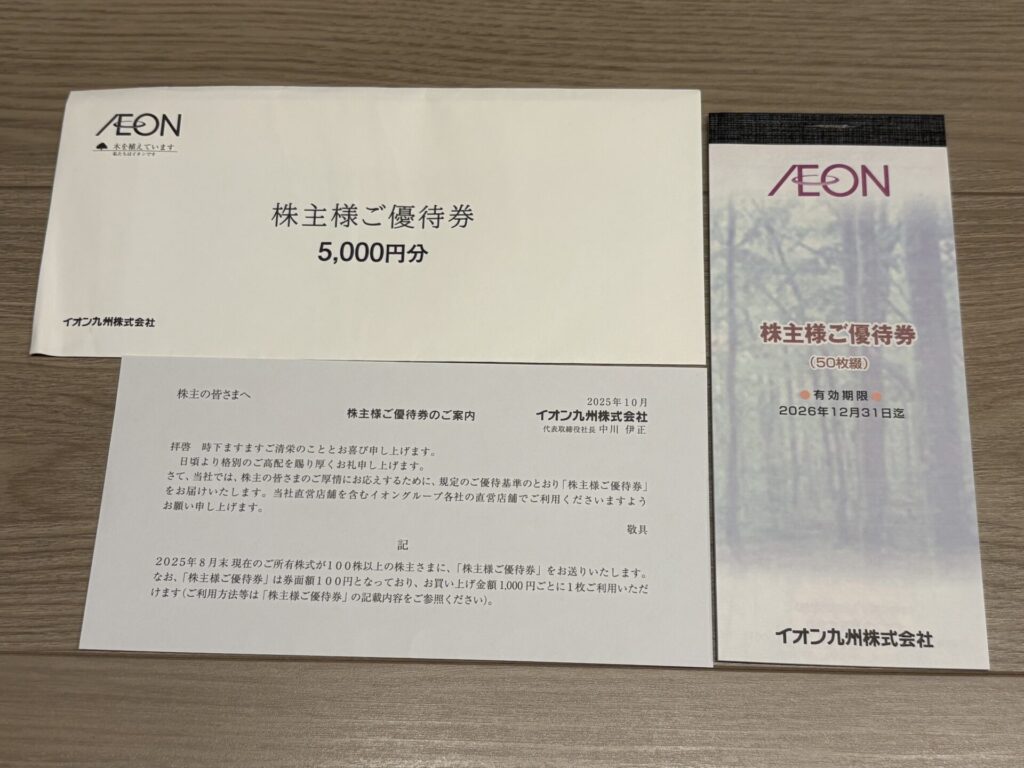 ÆON
木を植えています
私たちはイオンです
株主様ご優待券
5,000円分
イオン九州株式会社
株主の皆さまへ
2025年10月
株主様ご優待券のご案内
イオン九州株式会社
代表取締役社長 中川 伊正
拝啓 時下ますますご清栄のこととお喜び申し上げます。
日頃より格別のご高配を賜り厚くお礼申し上げます。
さて、当社では、株主の皆さまのご厚情にお応えするために、規定のご優待基準のとおり「株主様ご優待券」
をお届けいたします。当社直営店舗を含むイオングループ各社の直営店舗でご利用くださいますよう
お願い申し上げます。
敬具
記
2025年8月末 現在のご所有株式が100株以上の株主さまに、「株主様ご優待券」をお送りいたします。
なお、「株主様ご優待券」は券面額100円となっており、お買い上げ金額1,000円ごとに1枚ご利用いただ
けます(ご利用方法等は「株主様ご優待券」の記載内容をご参照ください)。
ÆON
株主様ご優待券
(50枚綴)
有効期限
2026年12月31日迄
イオン九州株式会社